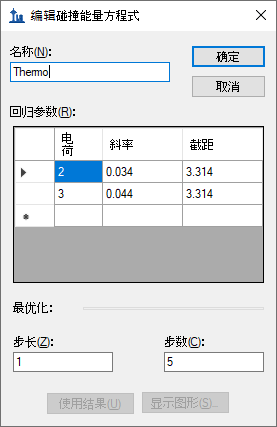 编辑碰撞能量方程式
名称(N):
Thermo
确定
取消
回归参数(R):
电荷 斜率 截距
2 0.034 3.314
3 0.044 3.314
最优化:
步长(Z): 步数(C):
1 5
使用结果(U) 显示图形(S)...